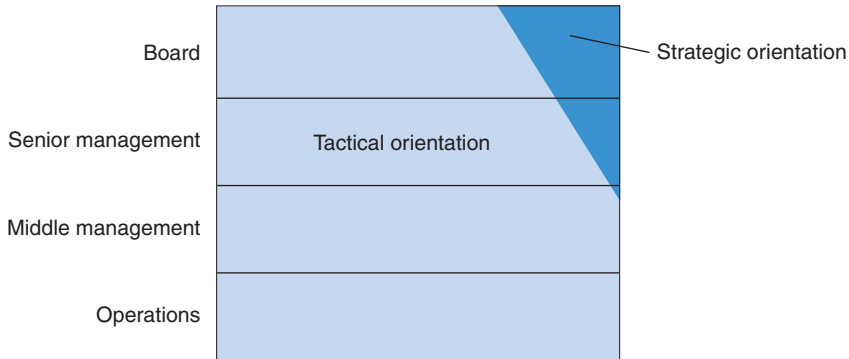 Board
Strategic orientation
Senior management
Tactical orientation
Middle management
Operations